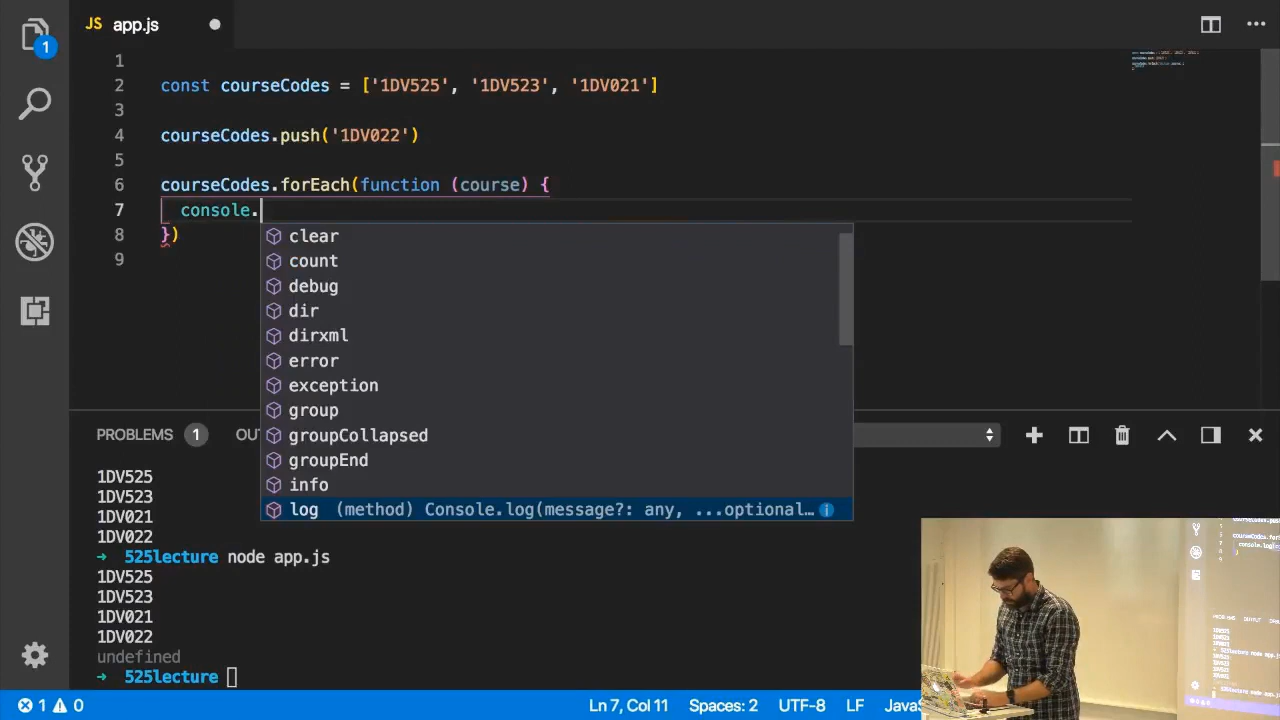 JS app.js
1
1
2 const courseCodes = ['1DV525', '1DV523', '1DV021']
3
4 courseCodes.push('1DV022')
5
6 courseCodes.forEach(function (course) {
7 console.
8 })
9
clear
count
debug
dir
dirxml
error
exception
group
groupCollapsed
groupEnd
info
log (method) Console.log(message?: any, ...optional…
PROBLEMS 1 OU
1DV525
1DV523
1DV021
1DV022
➜ 525lecture node app.js
1DV525
1DV523
1DV021
1DV022
undefined
➜ 525lecture
1 0 Ln 7, Col 11 Spaces: 2 UTF-8 LF JavaS